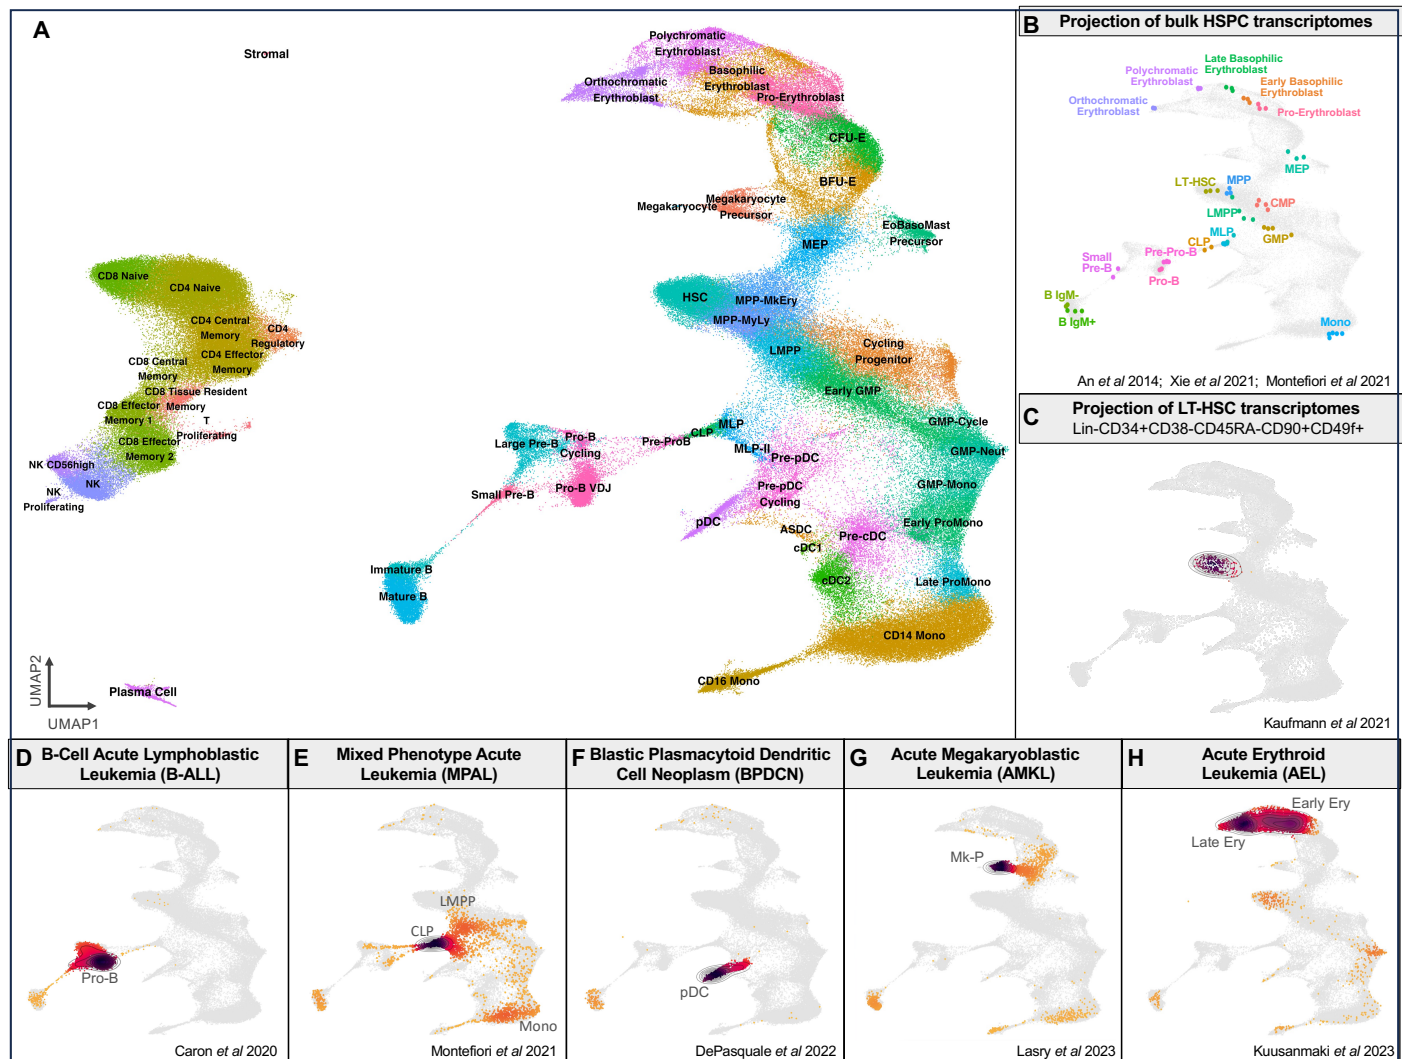 A
Stromal
Polychromatic
Erythroblast
Orthochromatic
Erythroblast
Basophilic
Erythroblast
Pro-Erythroblast
CFU-E
BFU-E
Megakaryocyte
Megakaryocyte
Precursor
EoBasoMast
Precursor
MEP
CD8 Naive
CD4 Naive
HSC
MPP-MkEry
MPP-MyLy
CD4 Central
Memory
CD4
Regulatory
CD4 Effector
Memory
CD8 Central
Memory
LMPP
Cycling
Progenitor
CD8 Tissue Resident
Memory
CD8 Effector
Memory 1
T
Proliferating
Early GMP
CD8 Effector
Memory 2
Large Pre-B
Pro-B
Cycling
Pre-ProB
CLP
MLP
MLP-II
Pre-pDC
GMP-Cycle
GMP-Neut
NK CD56high
NK
NK
Proliferating
Small Pre-B
Pro-B VDJ
Pre-pDC
Cycling
GMP-Mono
pDC
ASDC
cDC1
Pre-cDC
Early ProMono
Immature B
Mature B
cDC2
Late ProMono
CD14 Mono
CD16 Mono
Plasma Cell
UMAP2
UMAP1
B Projection of bulk HSPC transcriptomes
Late Basophilic
Erythroblast
Polychromatic
Erythroblast
Early Basophilic
Erythroblast
Orthochromatic
Erythroblast
Pro-Erythroblast
MEP
LT-HSC
MPP
CMP
LMPP
MLP
GMP
CLP
Pre-Pro-B
Small
Pre-B
Pro-B
B IgM-
B IgM+
Mono
An et al 2014; Xie et al 2021; Montefiori et al 2021
C Projection of LT-HSC transcriptomes
Lin-CD34+CD38-CD45RA-CD90+CD49f+
Kaufmann et al 2021
D B-Cell Acute Lymphoblastic
Leukemia (B-ALL)
Pro-B
Caron et al 2020
E Mixed Phenotype Acute
Leukemia (MPAL)
LMPP
CLP
Mono
Montefiori et al 2021
F Blastic Plasmacytoid Dendritic
Cell Neoplasm (BPDCN)
pDC
DePasquale et al 2022
G Acute Megakaryoblastic
Leukemia (AMKL)
Mk-P
Lasry et al 2023
H Acute Erythroid
Leukemia (AEL)
Early Ery
Late Ery
Kuusanmaki et al 2023